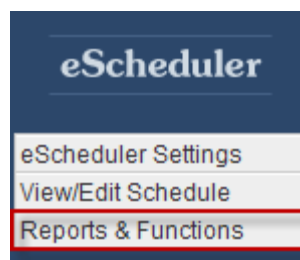 eScheduler
eScheduler Settings
View/Edit Schedule
Reports & Functions